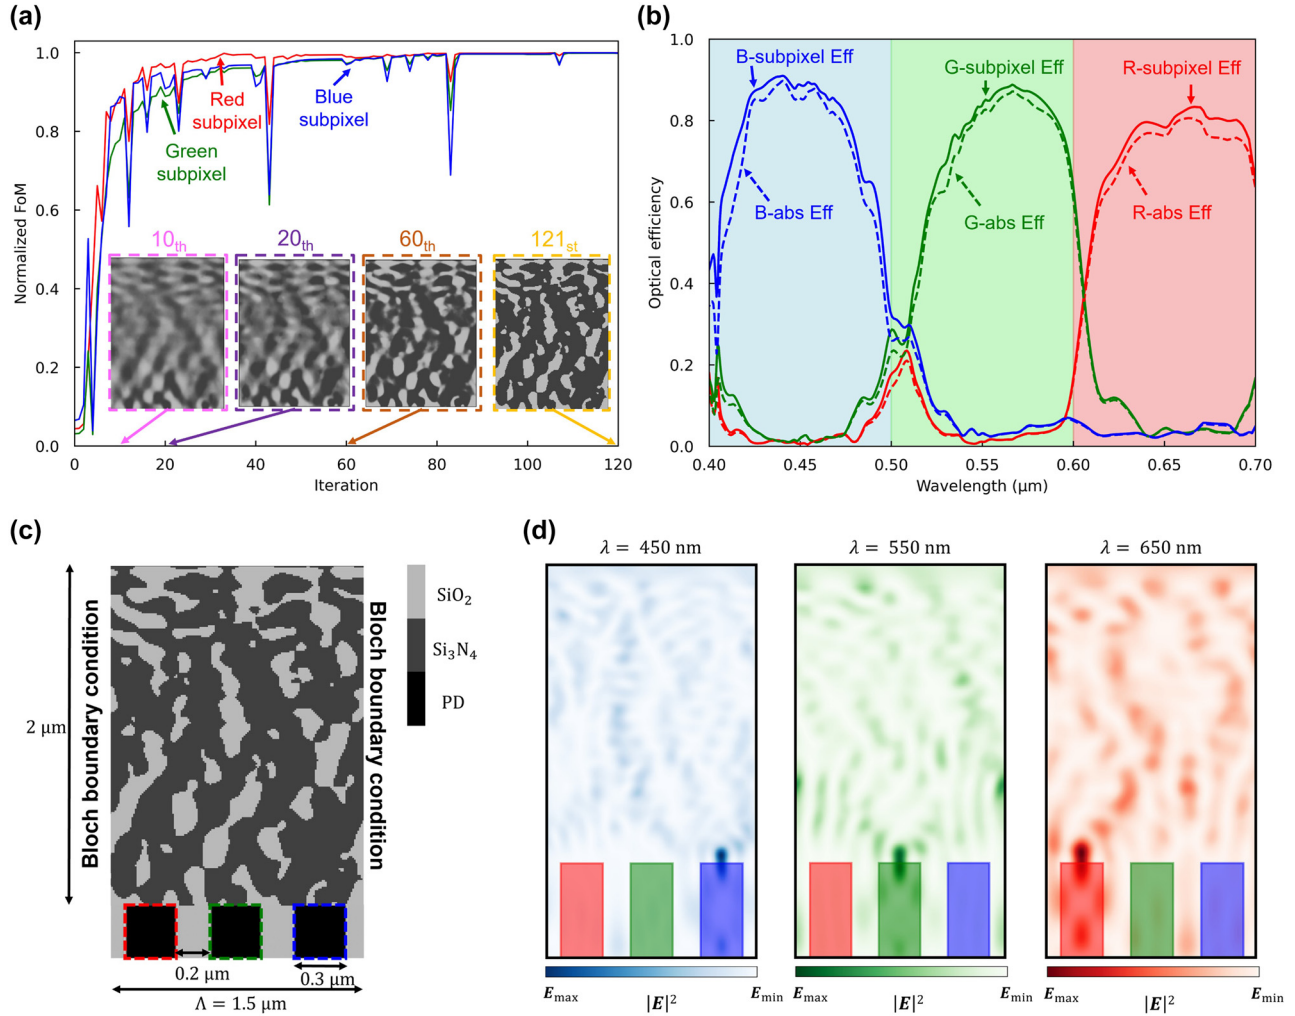 (a)
1.0
0.8
0.6
0.4
0.2
0.0
Normalized FoM
Red
subpixel
Blue
subpixel
Green
subpixel
10th
20th
60th
121st
0
20
40
60
80
100
120
Iteration
(b)
1.0
0.8
0.6
0.4
0.2
0.0
Optical efficiency
B-subpixel Eff
G-subpixel Eff
R-subpixel Eff
B-abs Eff
G-abs Eff
R-abs Eff
0.40
0.45
0.50
0.55
0.60
0.65
0.70
Wavelength (μm)
(c)
2 μm
Bloch boundary condition
Bloch boundary condition
SiO₂
Si₃N₄
PD
0.2 μm
0.3 μm
Λ = 1.5 μm
(d)
λ = 450 nm
λ = 550 nm
λ = 650 nm
Emax
|E|²
Emin
Emax
|E|²
Emin
Emax
|E|²
Emin